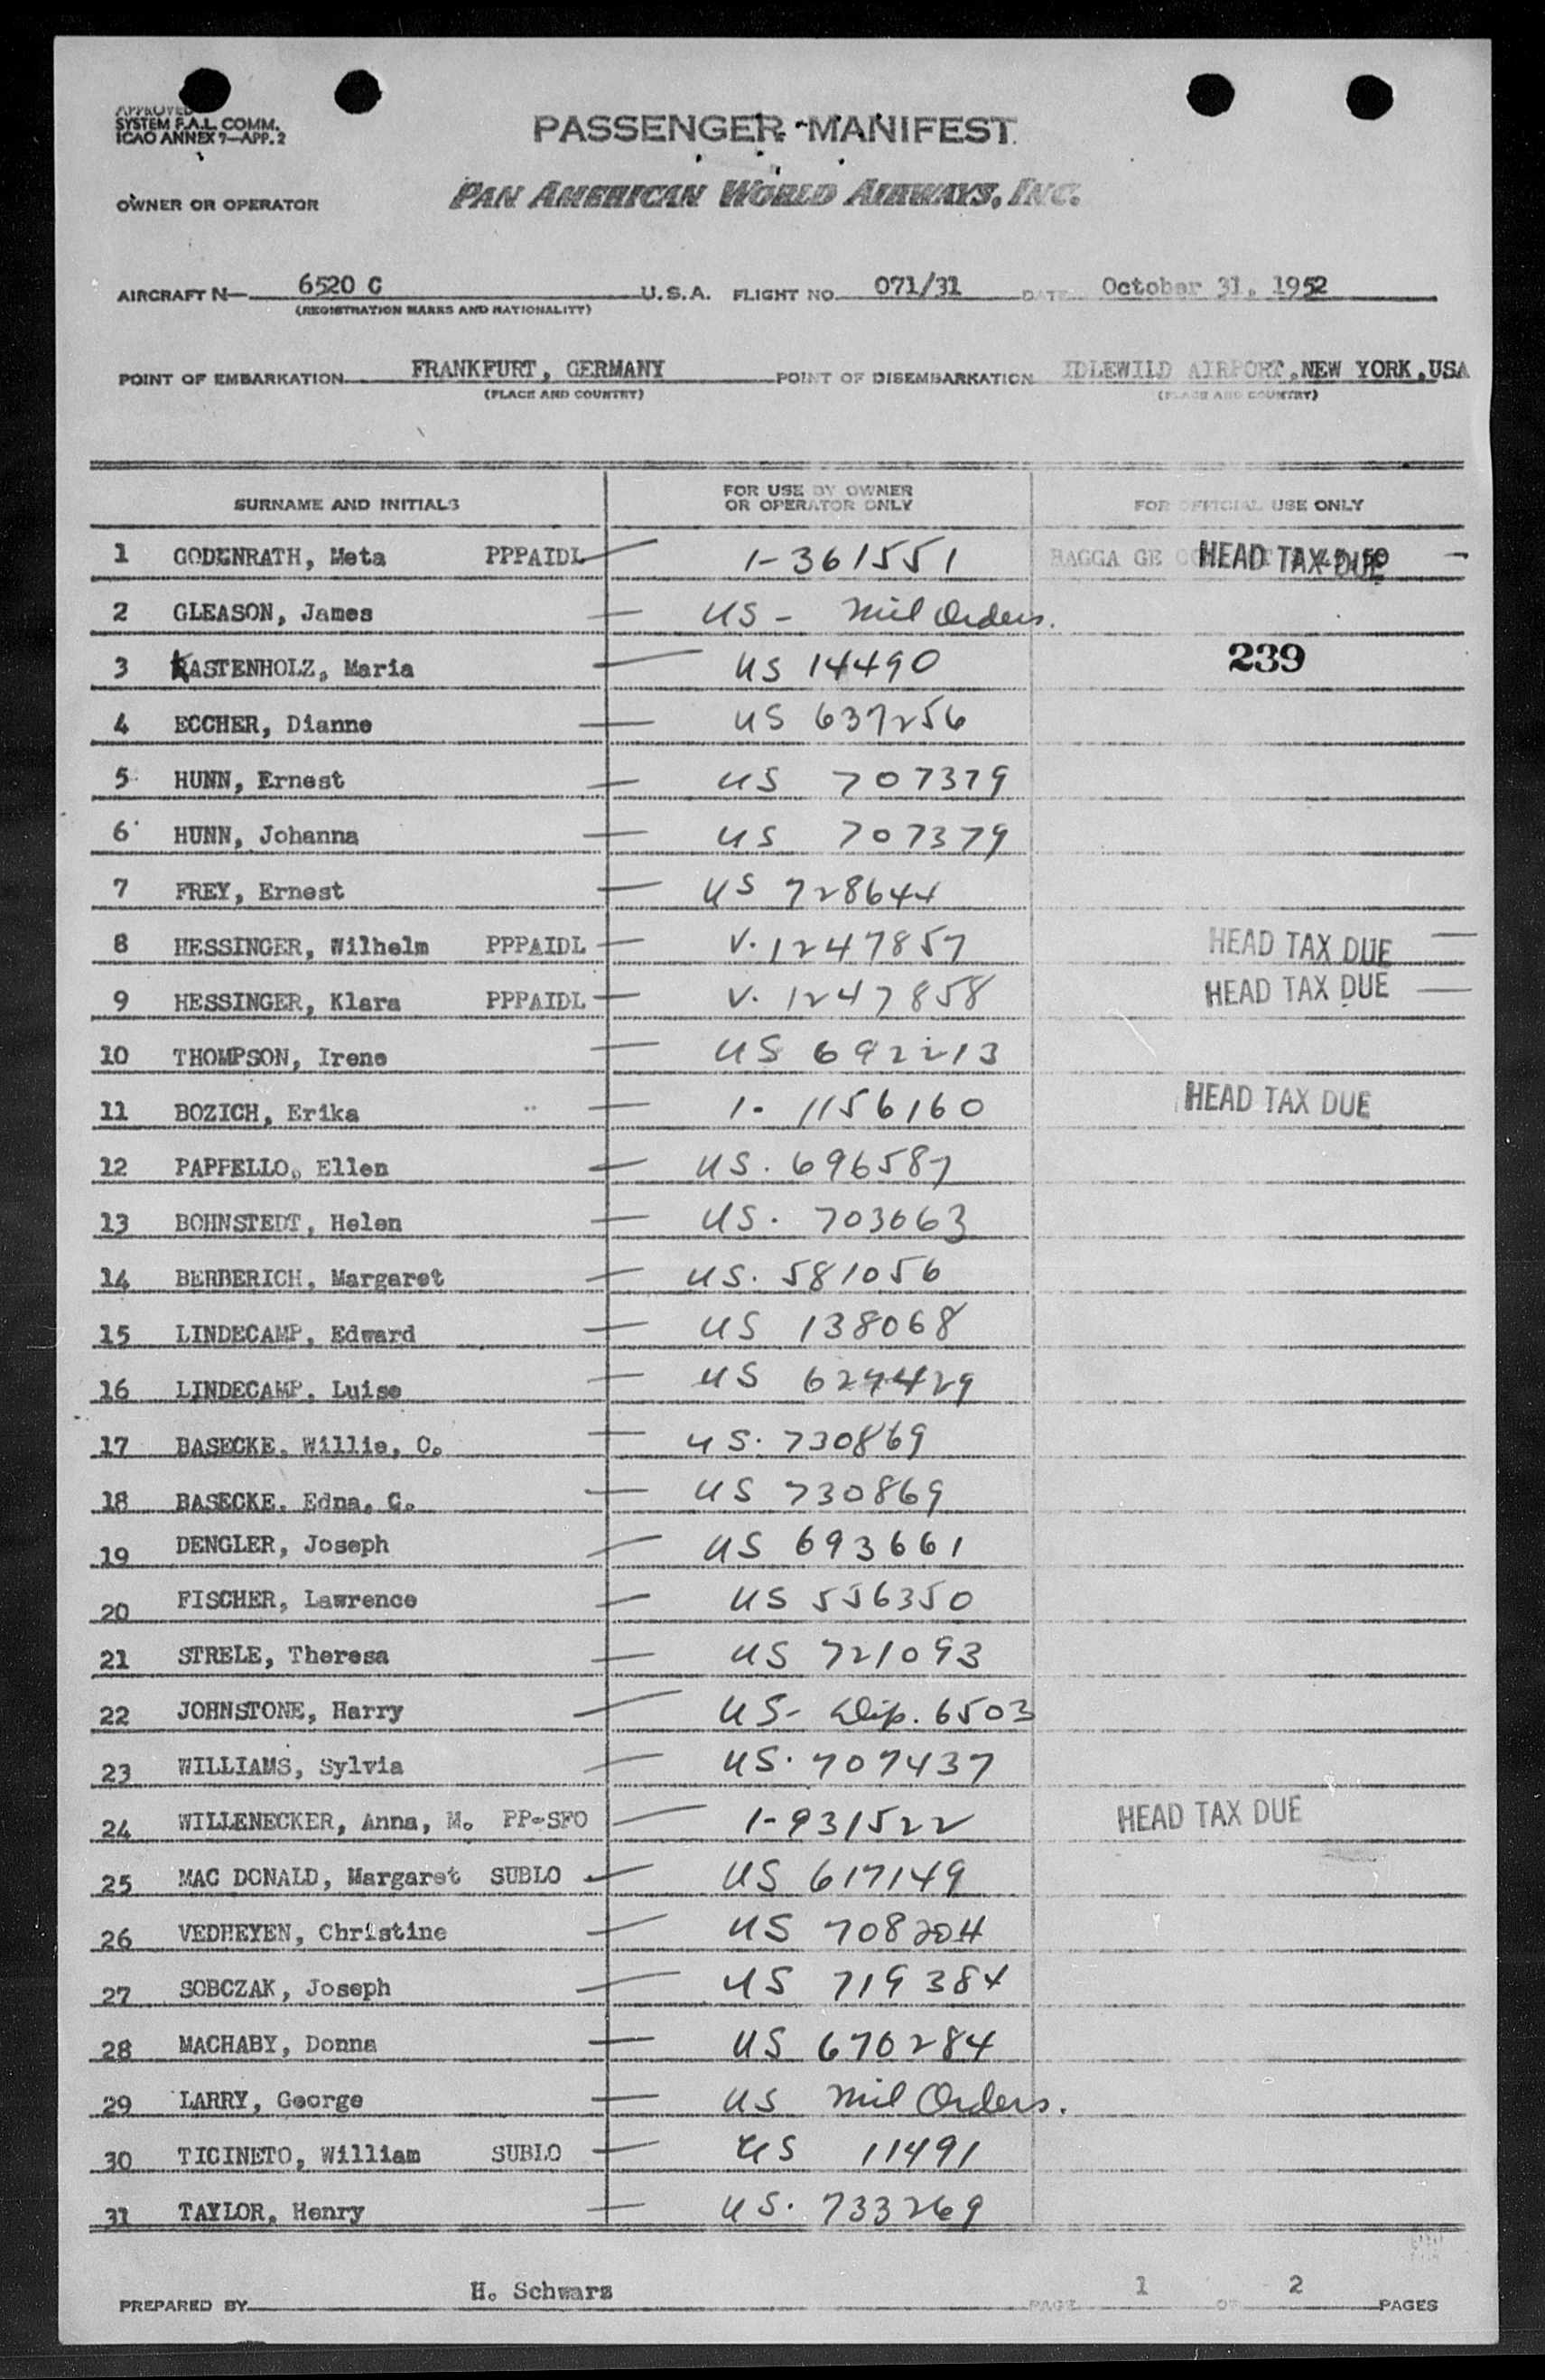 APPROVED
SYSTEM F.A.L. COMM.
ICAO ANNEX 9—APP. 2
PASSENGER MANIFEST
OWNER OR OPERATOR PAN AMERICAN WORLD AIRWAYS, INC.
AIRCRAFT N— 6520 C U.S.A. FLIGHT NO. 071/31 DATE October 31, 1952
(REGISTRATION MARKS AND NATIONALITY)
POINT OF EMBARKATION FRANKFURT, GERMANY POINT OF DISEMBARKATION IDLEWILD AIRPORT, NEW YORK, USA
(PLACE AND COUNTRY) (PLACE AND COUNTRY)
SURNAME AND INITIALS FOR USE BY OWNER OR OPERATOR ONLY FOR OFFICIAL USE ONLY
1 GODENRATH, Meta PPPAIDL 1-361551 BAGGA GE HEAD TAX DUE
2 GLEASON, James US - Mil Orders.
3 KASTENHOLZ, Maria US 14490 239
4 ECCHER, Dianne US 637256
5 HUNN, Ernest US 707379
6 HUNN, Johanna US 707379
7 FREY, Ernest US 728644
8 HESSINGER, Wilhelm PPPAIDL V. 1247857 HEAD TAX DUE
9 HESSINGER, Klara PPPAIDL V. 1247858 HEAD TAX DUE
10 THOMPSON, Irene US 692213
11 BOZICH, Erika 1- 1156160 HEAD TAX DUE
12 PAPPELLO, Ellen US. 696587
13 BOHNSTEDT, Helen US. 703663
14 BERBERICH, Margaret US. 581056
15 LINDECAMP, Edward US 138068
16 LINDECAMP, Luise US 627429
17 BASECKE, Willie, C. US. 730869
18 BASECKE, Edna, C. US 730869
19 DENGLER, Joseph US 693661
20 FISCHER, Lawrence US 556350
21 STRELE, Theresa US 721093
22 JOHNSTONE, Harry US- Dip. 6503
23 WILLIAMS, Sylvia US. 707437
24 WILLENECKER, Anna, M. PP-SFO 1-931522 HEAD TAX DUE
25 MAC DONALD, Margaret SUBLO US 617149
26 VEDHEYEN, Christine US 708204
27 SOBCZAK, Joseph US 719384
28 MACHABY, Donna US 670284
29 LARRY, George US Mil Orders.
30 TICINETO, William SUBLO US 11491
31 TAYLOR, Henry US. 733269
PREPARED BY H. Schwarz PAGE 1 OF 2 PAGES